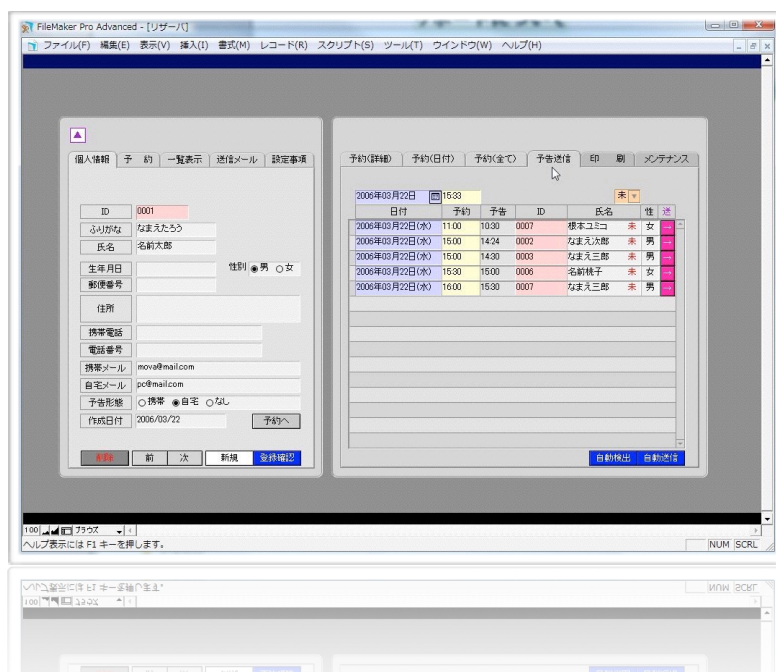 FileMaker Pro Advanced - [リザーバ]
ファイル(F) 編集(E) 表示(V) 挿入(I) 書式(M) レコード(R) スクリプト(S) ツール(T) ウインドウ(W) ヘルプ(H)
個人情報 予 約 一覧表示 送信メール 設定事項
ID 0001
ふりがな なまえたろう
氏名 名前太郎
生年月日 性別 男 女
郵便番号
住所
携帯電話
電話番号
携帯メール mova@mail.com
自宅メール pc@mail.com
予告形態 携帯 自宅 なし
作成日付 2006/03/22 予約へ
削除 前 次 新規 登録確認
予約(詳細) 予約(日付) 予約(全て) 予告送信 印 刷 メンテナンス
2006年03月22日 15:33 未
日付 予約 予告 ID 氏名 性 送
2006年03月22日(水) 11:00 10:30 0007 根本ユミコ 未 女 →
2006年03月22日(水) 15:00 14:24 0002 なまえ次郎 未 男 →
2006年03月22日(水) 15:00 14:30 0003 なまえ三郎 未 男 →
2006年03月22日(水) 15:30 15:00 0006 名前桃子 未 女 →
2006年03月22日(水) 16:00 15:30 0007 なまえ三郎 未 男 →
自動検出 自動送信
100 ブラウズ
ヘルプ表示には F1 キーを押します。 NUM SCRL